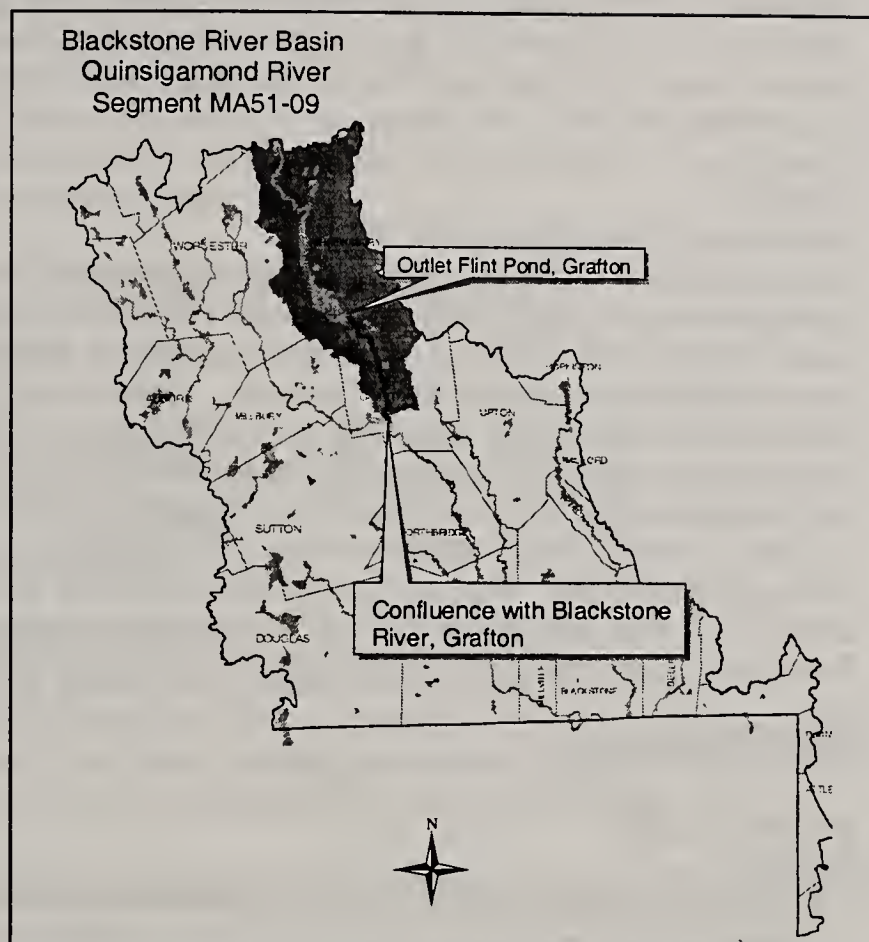 Blackstone River Basin
Quinsigamond River
Segment MA51-09
WORCESTER
Outlet Flint Pond, Grafton
UPTON
SUTTON
Confluence with Blackstone
River, Grafton
DOUGLAS
BLACKSTONE
N